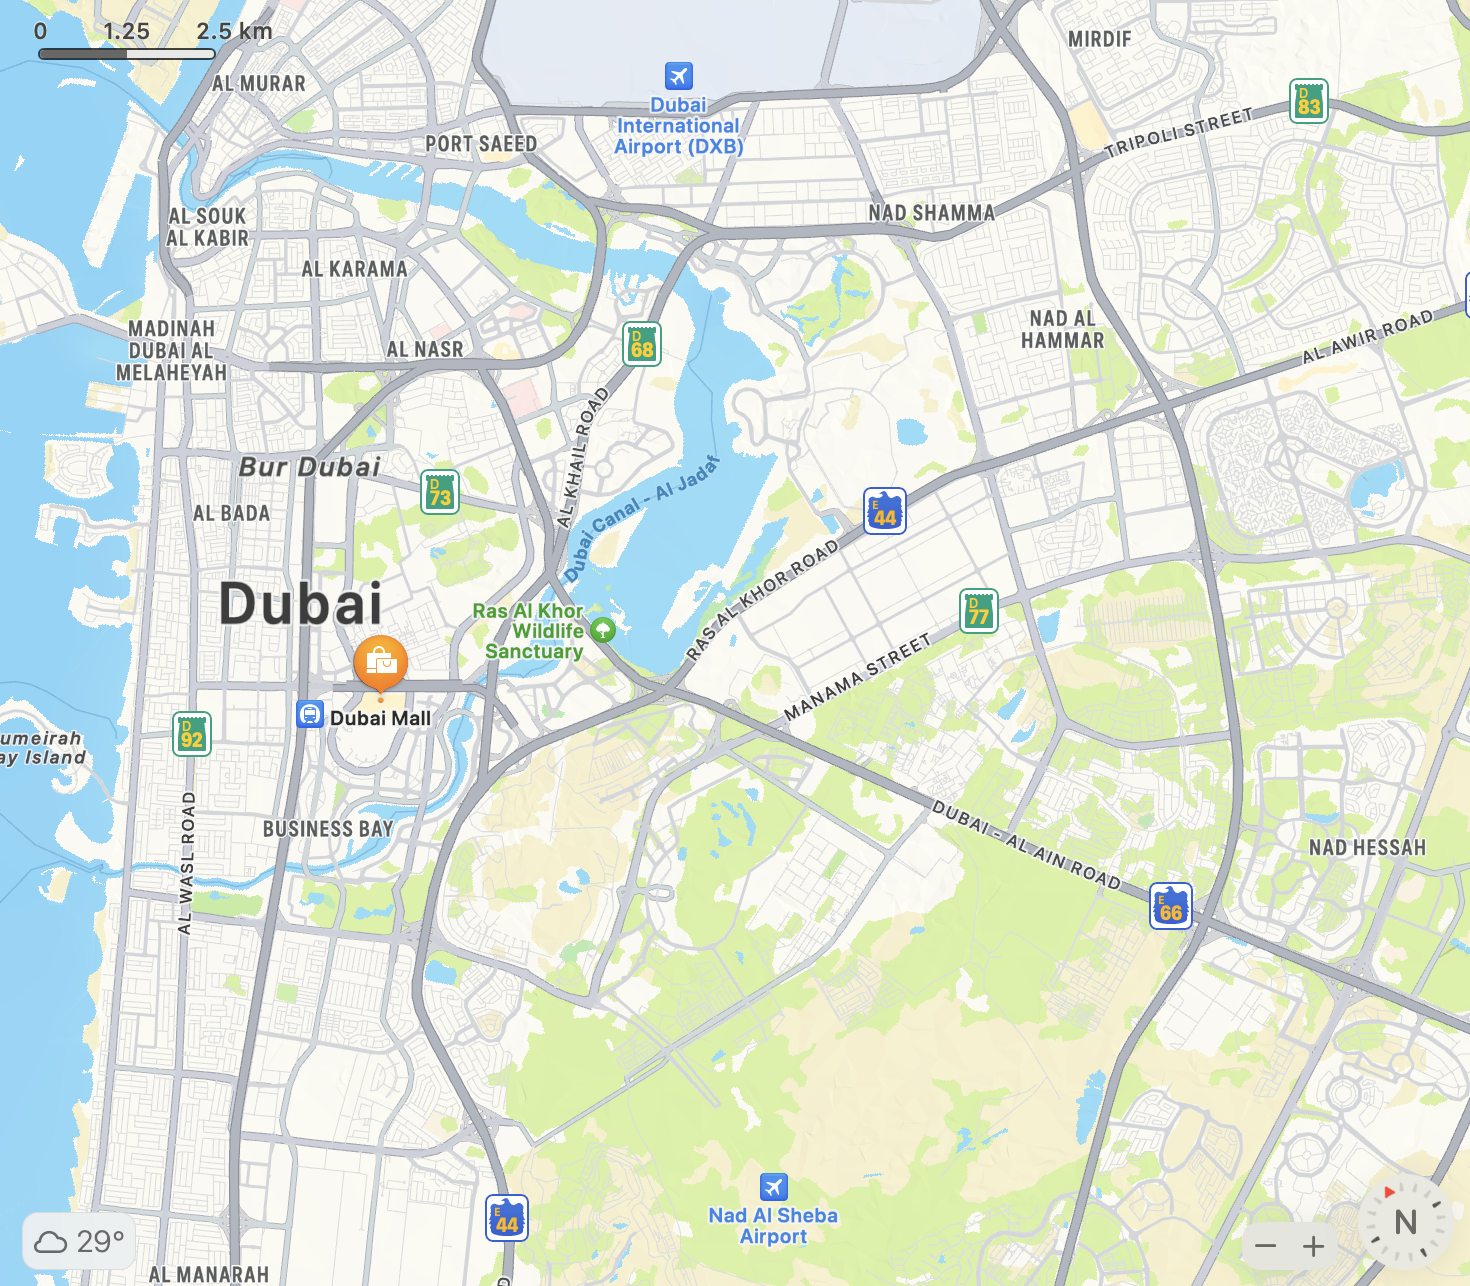 0 1.25 2.5 km
MIRDIF
AL MURAR
Dubai
International
Airport (DXB)
D
83
TRIPOLI STREET
PORT SAEED
AL SOUK
AL KABIR
NAD SHAMMA
AL KARAMA
MADINAH
DUBAI AL
MELAHEYAH
AL NASR
D
68
NAD AL
HAMMAR
AL AWIR ROAD
AL KHAIL ROAD
Bur Dubai
D
73
Dubai Canal - Al Jadaf
AL BADA
E
44
RAS AL KHOR ROAD
Dubai
Ras Al Khor
Wildlife
Sanctuary
D
77
MANAMA STREET
Dubai Mall
D
92
umeirah
ay Island
AL WASL ROAD
BUSINESS BAY
DUBAI - AL AIN ROAD
NAD HESSAH
E
66
Nad Al Sheba
Airport
E
44
N
29°
AL MANARAH